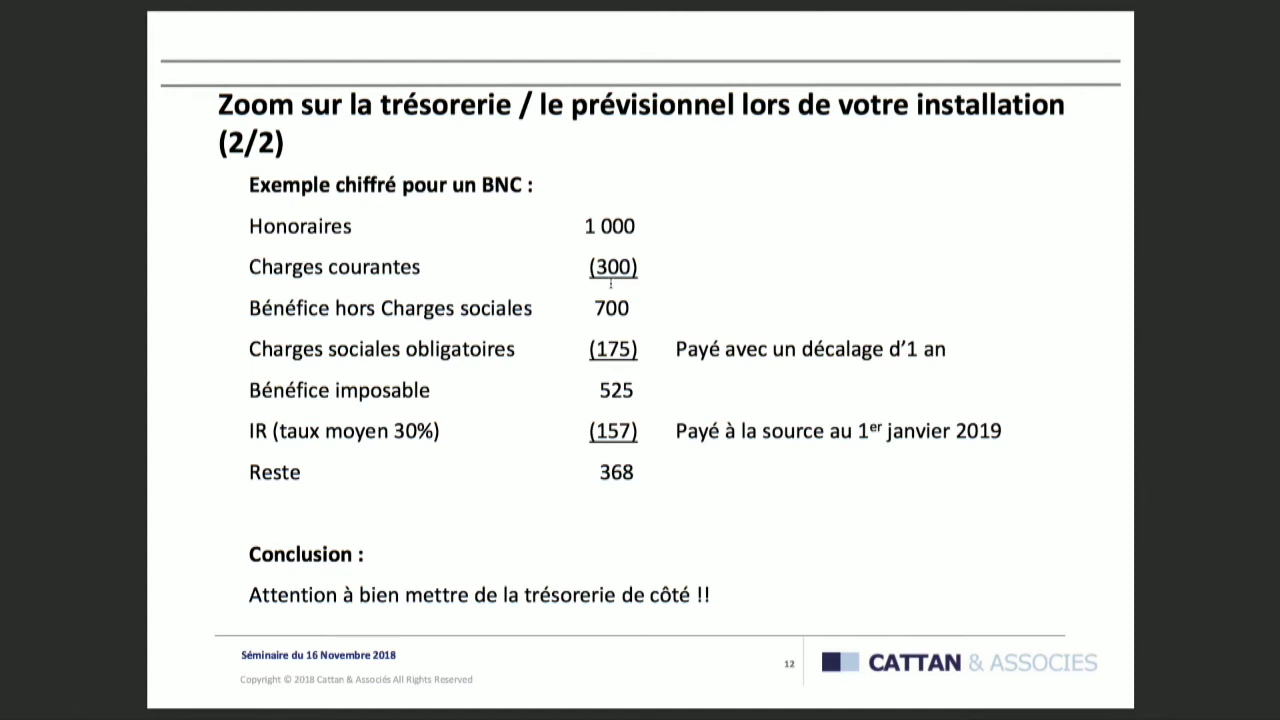 Zoom sur la trésorerie / le prévisionnel lors de votre installation
(2/2)
Exemple chiffré pour un BNC :
Honoraires 1 000
Charges courantes (300)
Bénéfice hors Charges sociales 700
Charges sociales obligatoires (175) Payé avec un décalage d’1 an
Bénéfice imposable 525
IR (taux moyen 30%) (157) Payé à la source au 1er janvier 2019
Reste 368
Conclusion :
Attention à bien mettre de la trésorerie de côté !!
Séminaire du 16 Novembre 2018
Copyright © 2018 Cattan & Associés All Rights Reserved
12
CATTAN & ASSOCIES